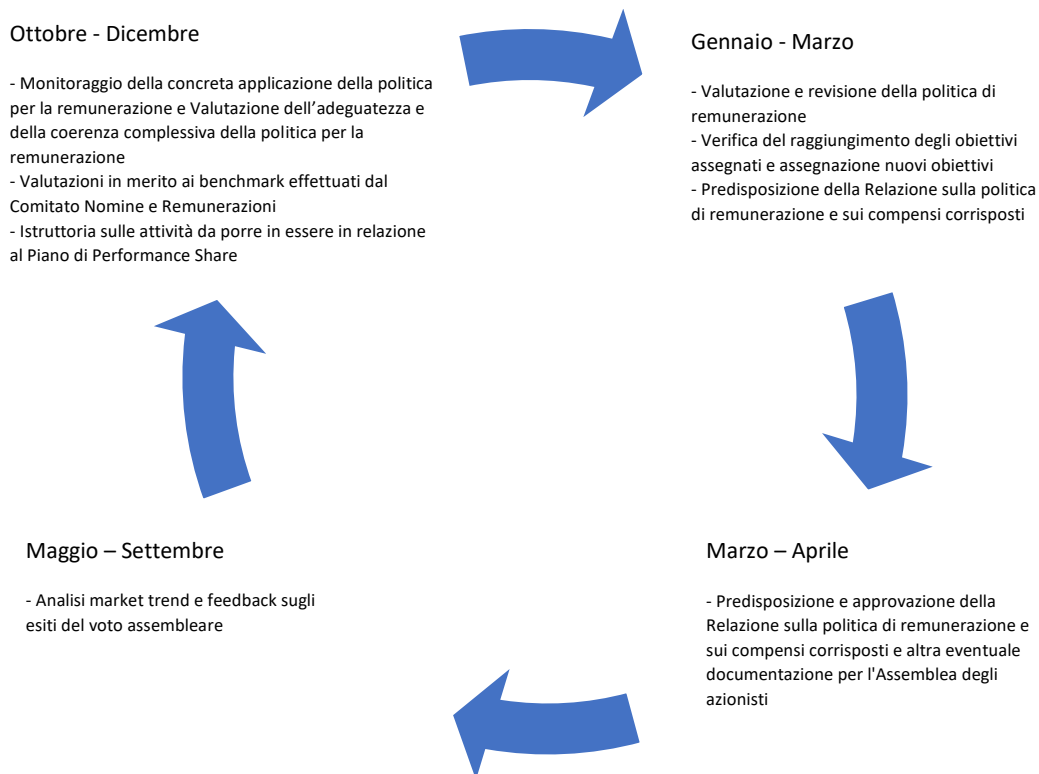 Ottobre - Dicembre
- Monitoraggio della concreta applicazione della politica
per la remunerazione e Valutazione dell’adeguatezza e
della coerenza complessiva della politica per la
remunerazione
- Valutazioni in merito ai benchmark effettuati dal
Comitato Nomine e Remunerazioni
- Istruttoria sulle attività da porre in essere in relazione
al Piano di Performance Share
Gennaio - Marzo
- Valutazione e revisione della politica di
remunerazione
- Verifica del raggiungimento degli obiettivi
assegnati e assegnazione nuovi obiettivi
- Predisposizione della Relazione sulla politica
di remunerazione e sui compensi corrisposti
Maggio – Settembre
- Analisi market trend e feedback sugli
esiti del voto assembleare
Marzo – Aprile
- Predisposizione e approvazione della
Relazione sulla politica di remunerazione e
sui compensi corrisposti e altra eventuale
documentazione per l'Assemblea degli
azionisti